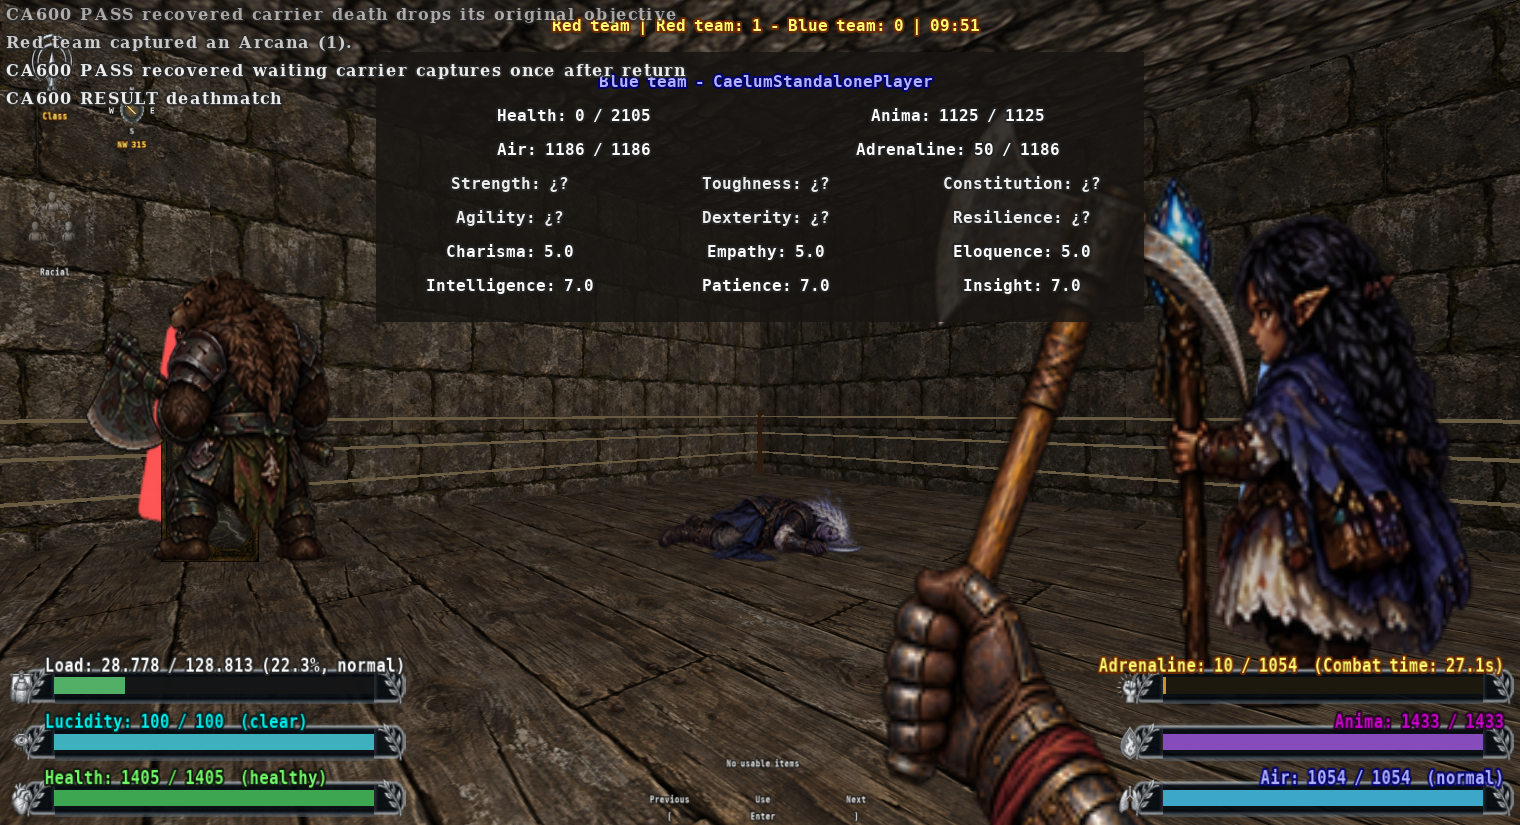 CA600 PASS recovered carrier death drops its original objective
Red team | Red team: 1 - Blue team: 0 | 09:51
Red team captured an Arcana (1).
CA600 PASS recovered waiting carrier captures once after return
Blue team - CaelumStandalonePlayer
CA600 RESULT deathmatch
Class
W E
S
NW 315
Health: 0 / 2105 Anima: 1125 / 1125
Air: 1186 / 1186 Adrenaline: 50 / 1186
Strength: ¿? Toughness: ¿? Constitution: ¿?
Agility: ¿? Dexterity: ¿? Resilience: ¿?
Charisma: 5.0 Empathy: 5.0 Eloquence: 5.0
Intelligence: 7.0 Patience: 7.0 Insight: 7.0
Racial
Load: 28.778 / 128.813 (22.3%, normal)
Lucidity: 100 / 100 (clear)
Health: 1405 / 1405 (healthy)
Adrenaline: 10 / 1054 (Combat time: 27.1s)
Anima: 1433 / 1433
Air: 1054 / 1054 (normal)
No usable items
Previous Use Next
[ Enter ]